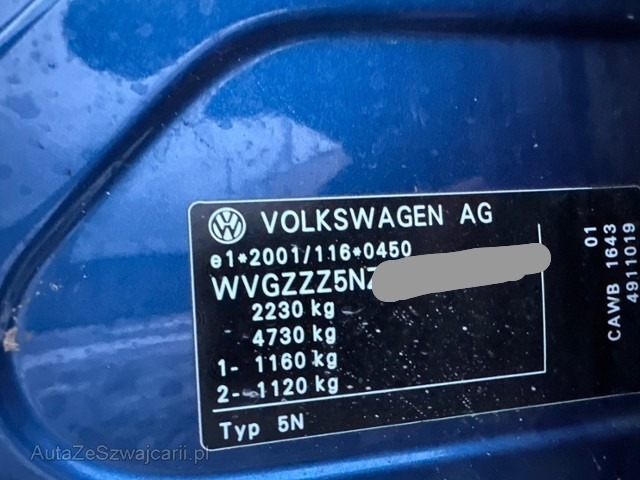 VOLKSWAGEN AG
e1*2001/116*0450
WVGZZZ5NZ
2230 kg
4730 kg
1- 1160 kg
2- 1120 kg
Typ 5N
01
CAWB 1643
4911019
AutaZeSzwajcarii.pl